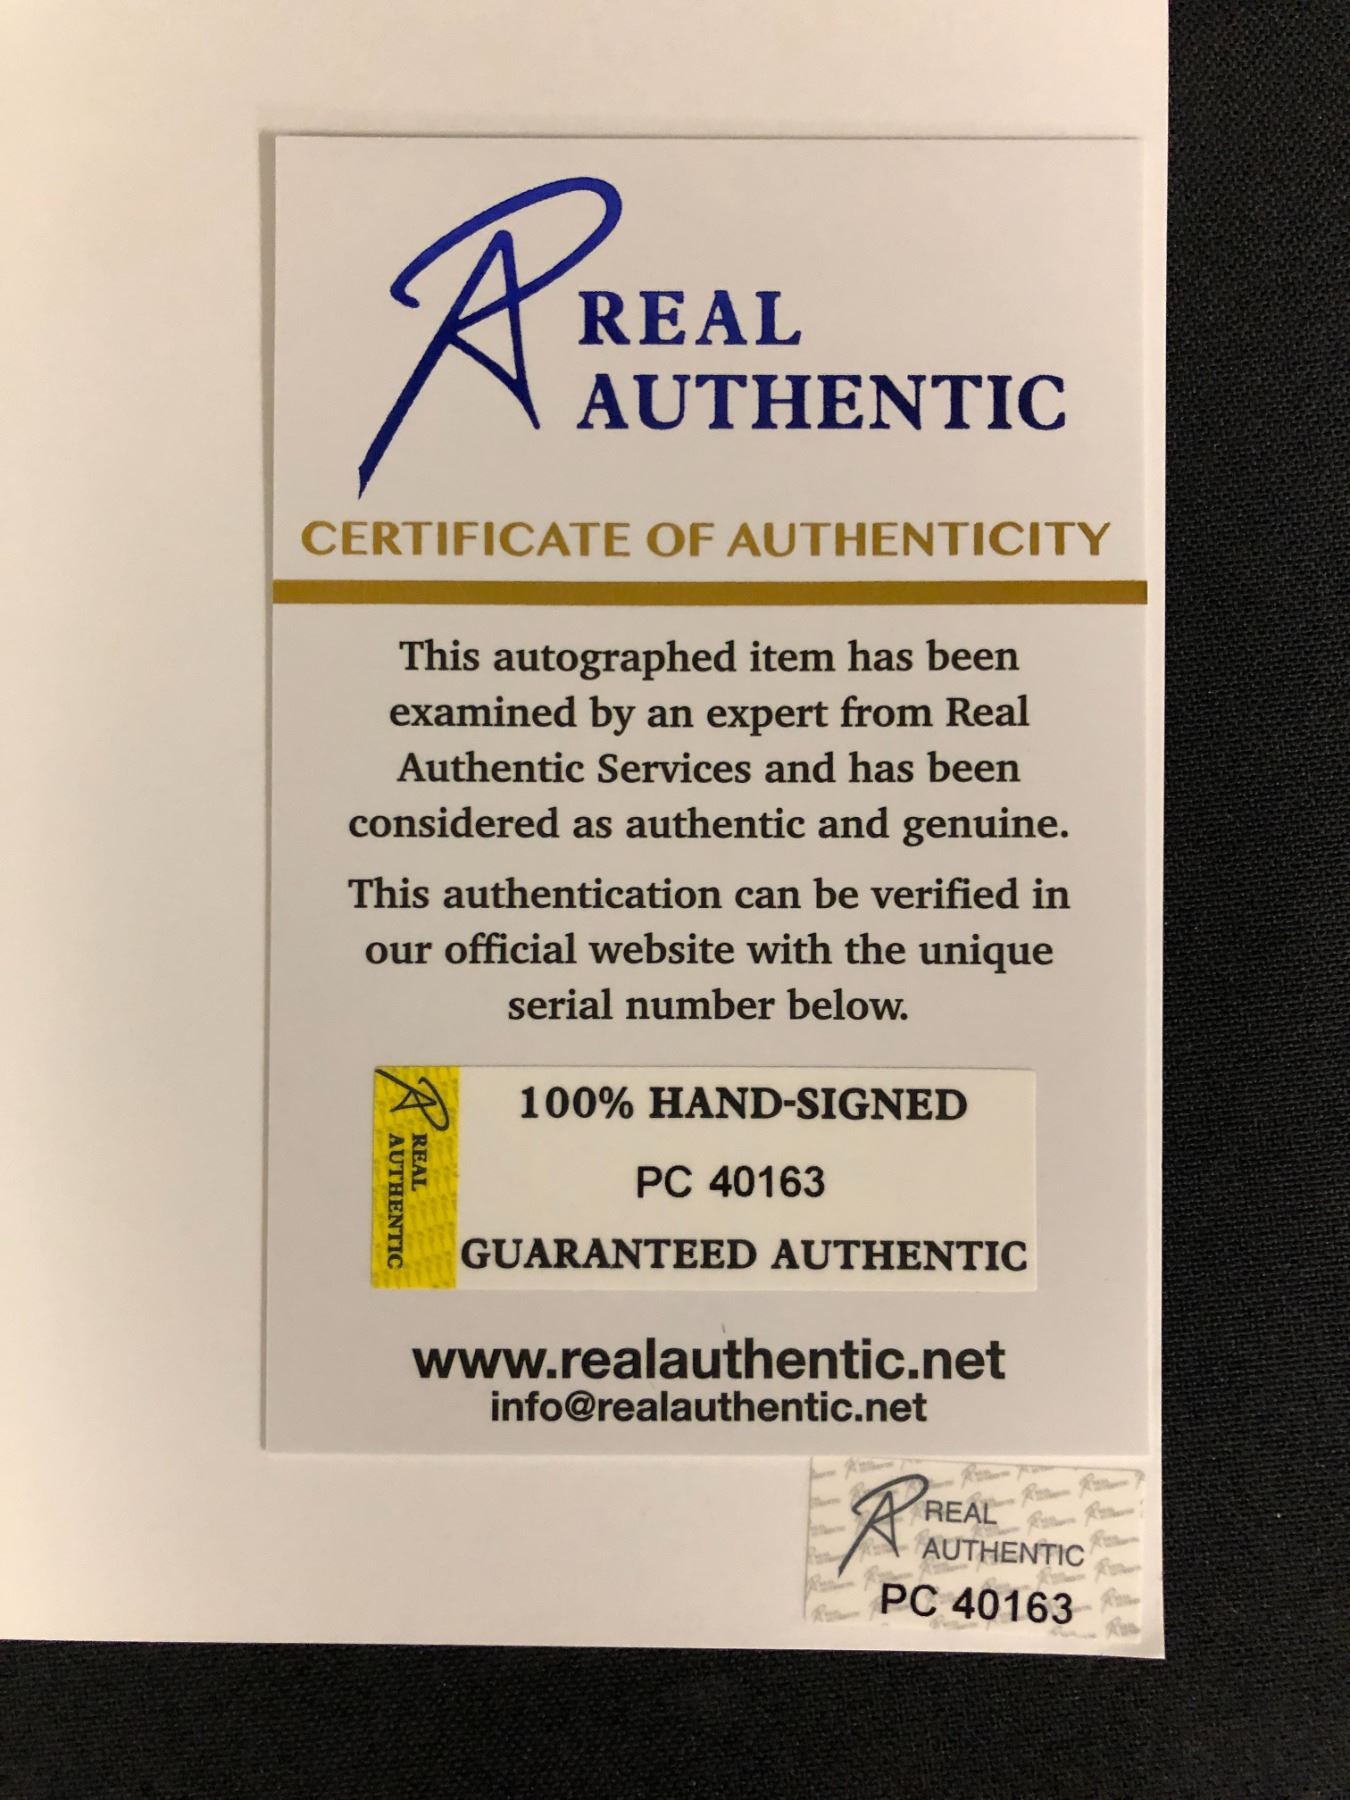 REAL
AUTHENTIC
CERTIFICATE OF AUTHENTICITY
This autographed item has been
examined by an expert from Real
Authentic Services and has been
considered as authentic and genuine.
This authentication can be verified in
our official website with the unique
serial number below.
REAL
AUTHENTIC
100% HAND-SIGNED
PC 40163
GUARANTEED AUTHENTIC
www.realauthentic.net
info@realauthentic.net
REAL
AUTHENTIC
PC 40163